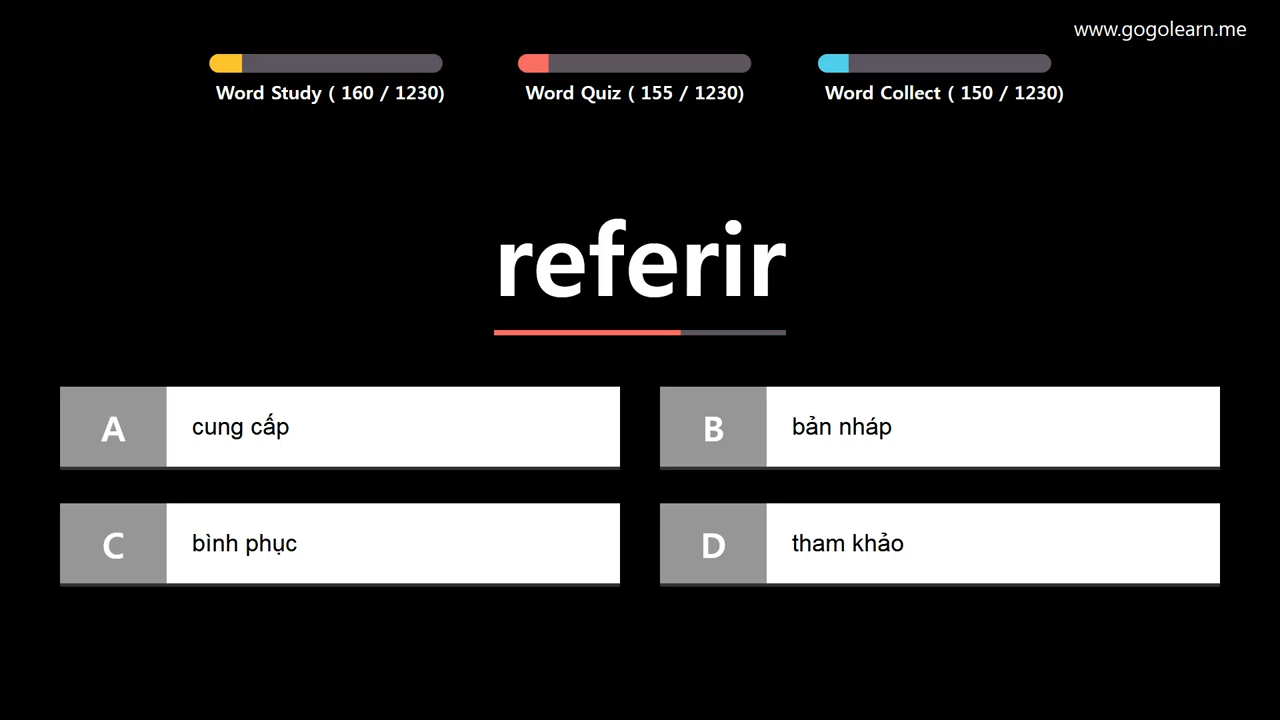 www.gogolearn.me
Word Study ( 160 / 1230)
Word Quiz ( 155 / 1230)
Word Collect ( 150 / 1230)
referir
A
cung cấp
B
bản nháp
C
bình phục
D
tham khảo